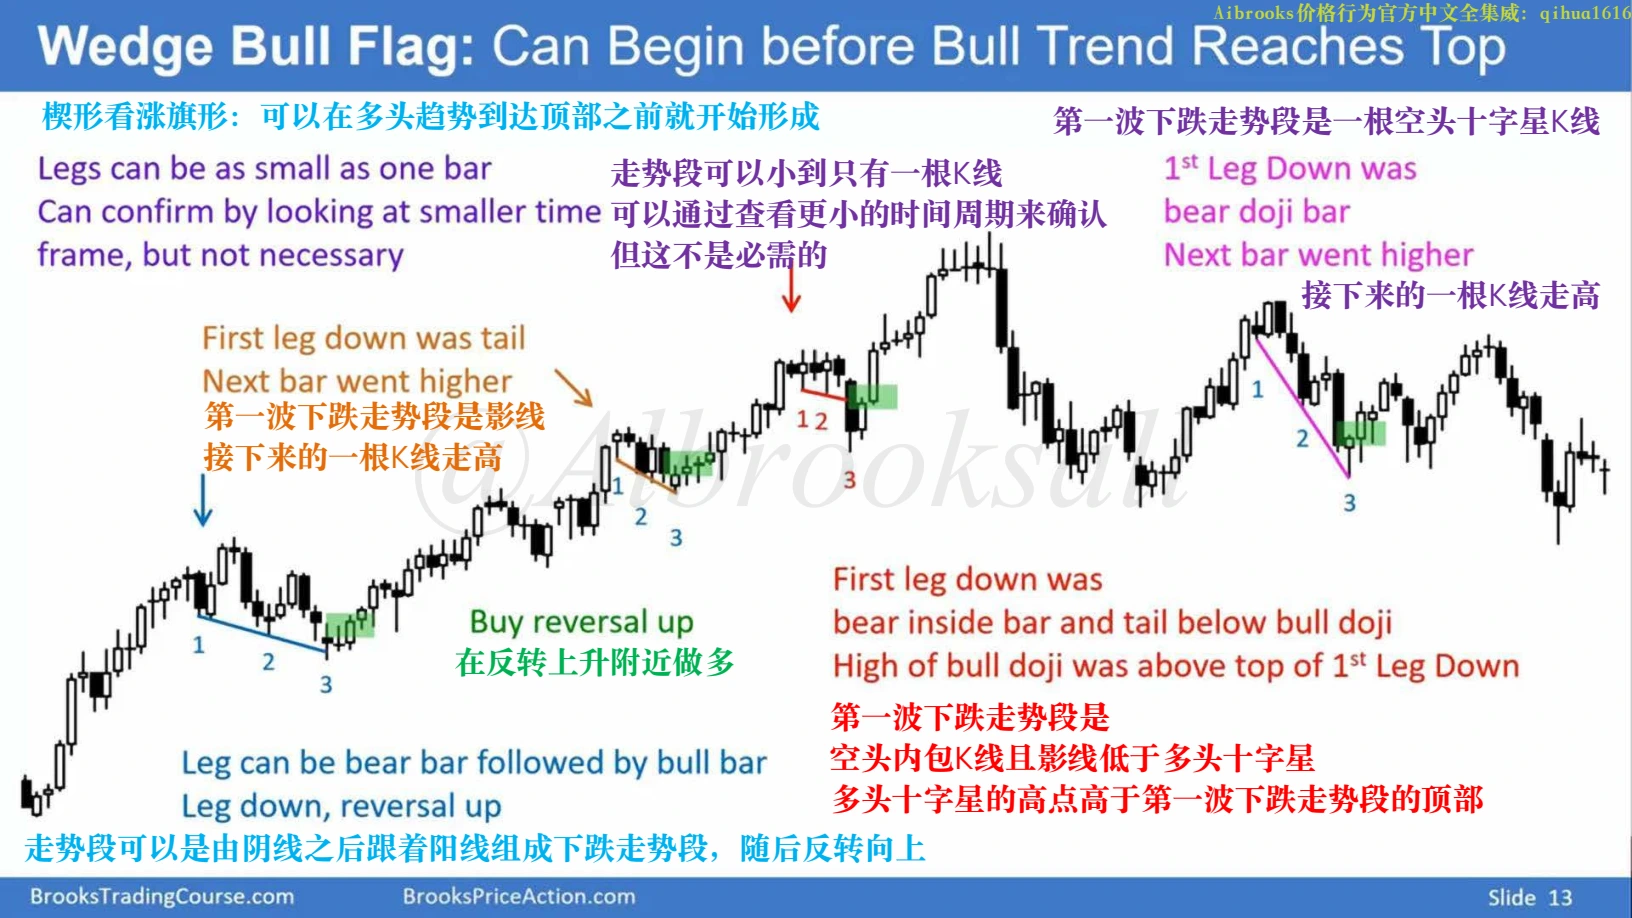 Aibrooks价格行为官方中文全集威: qihua1616
Wedge Bull Flag: Can Begin before Bull Trend Reaches Top
楔形看涨旗形：可以在多头趋势到达顶部之前就开始形成
第一波下跌走势段是一根空头十字星K线
Legs can be as small as one bar
Can confirm by looking at smaller time
frame, but not necessary
走势段可以小到只有一根K线
可以通过查看更小的时间周期来确认
但这不是必需的
1st Leg Down was
bear doji bar
Next bar went higher
接下来的一根K线走高
First leg down was tail
Next bar went higher
第一波下跌走势段是影线
接下来的一根K线走高
1
2
3
1
2
3
1
2
3
1
2
3
@Albrooksall
Buy reversal up
在反转上升附近做多
First leg down was
bear inside bar and tail below bull doji
High of bull doji was above top of 1st Leg Down
第一波下跌走势段是
空头内包K线且影线低于多头十字星
多头十字星的高点高于第一波下跌走势段的顶部
Leg can be bear bar followed by bull bar
Leg down, reversal up
走势段可以是由阴线之后跟着阳线组成下跌走势段，随后反转向上
BrooksTradingCourse.com
BrooksPriceAction.com
Slide 13